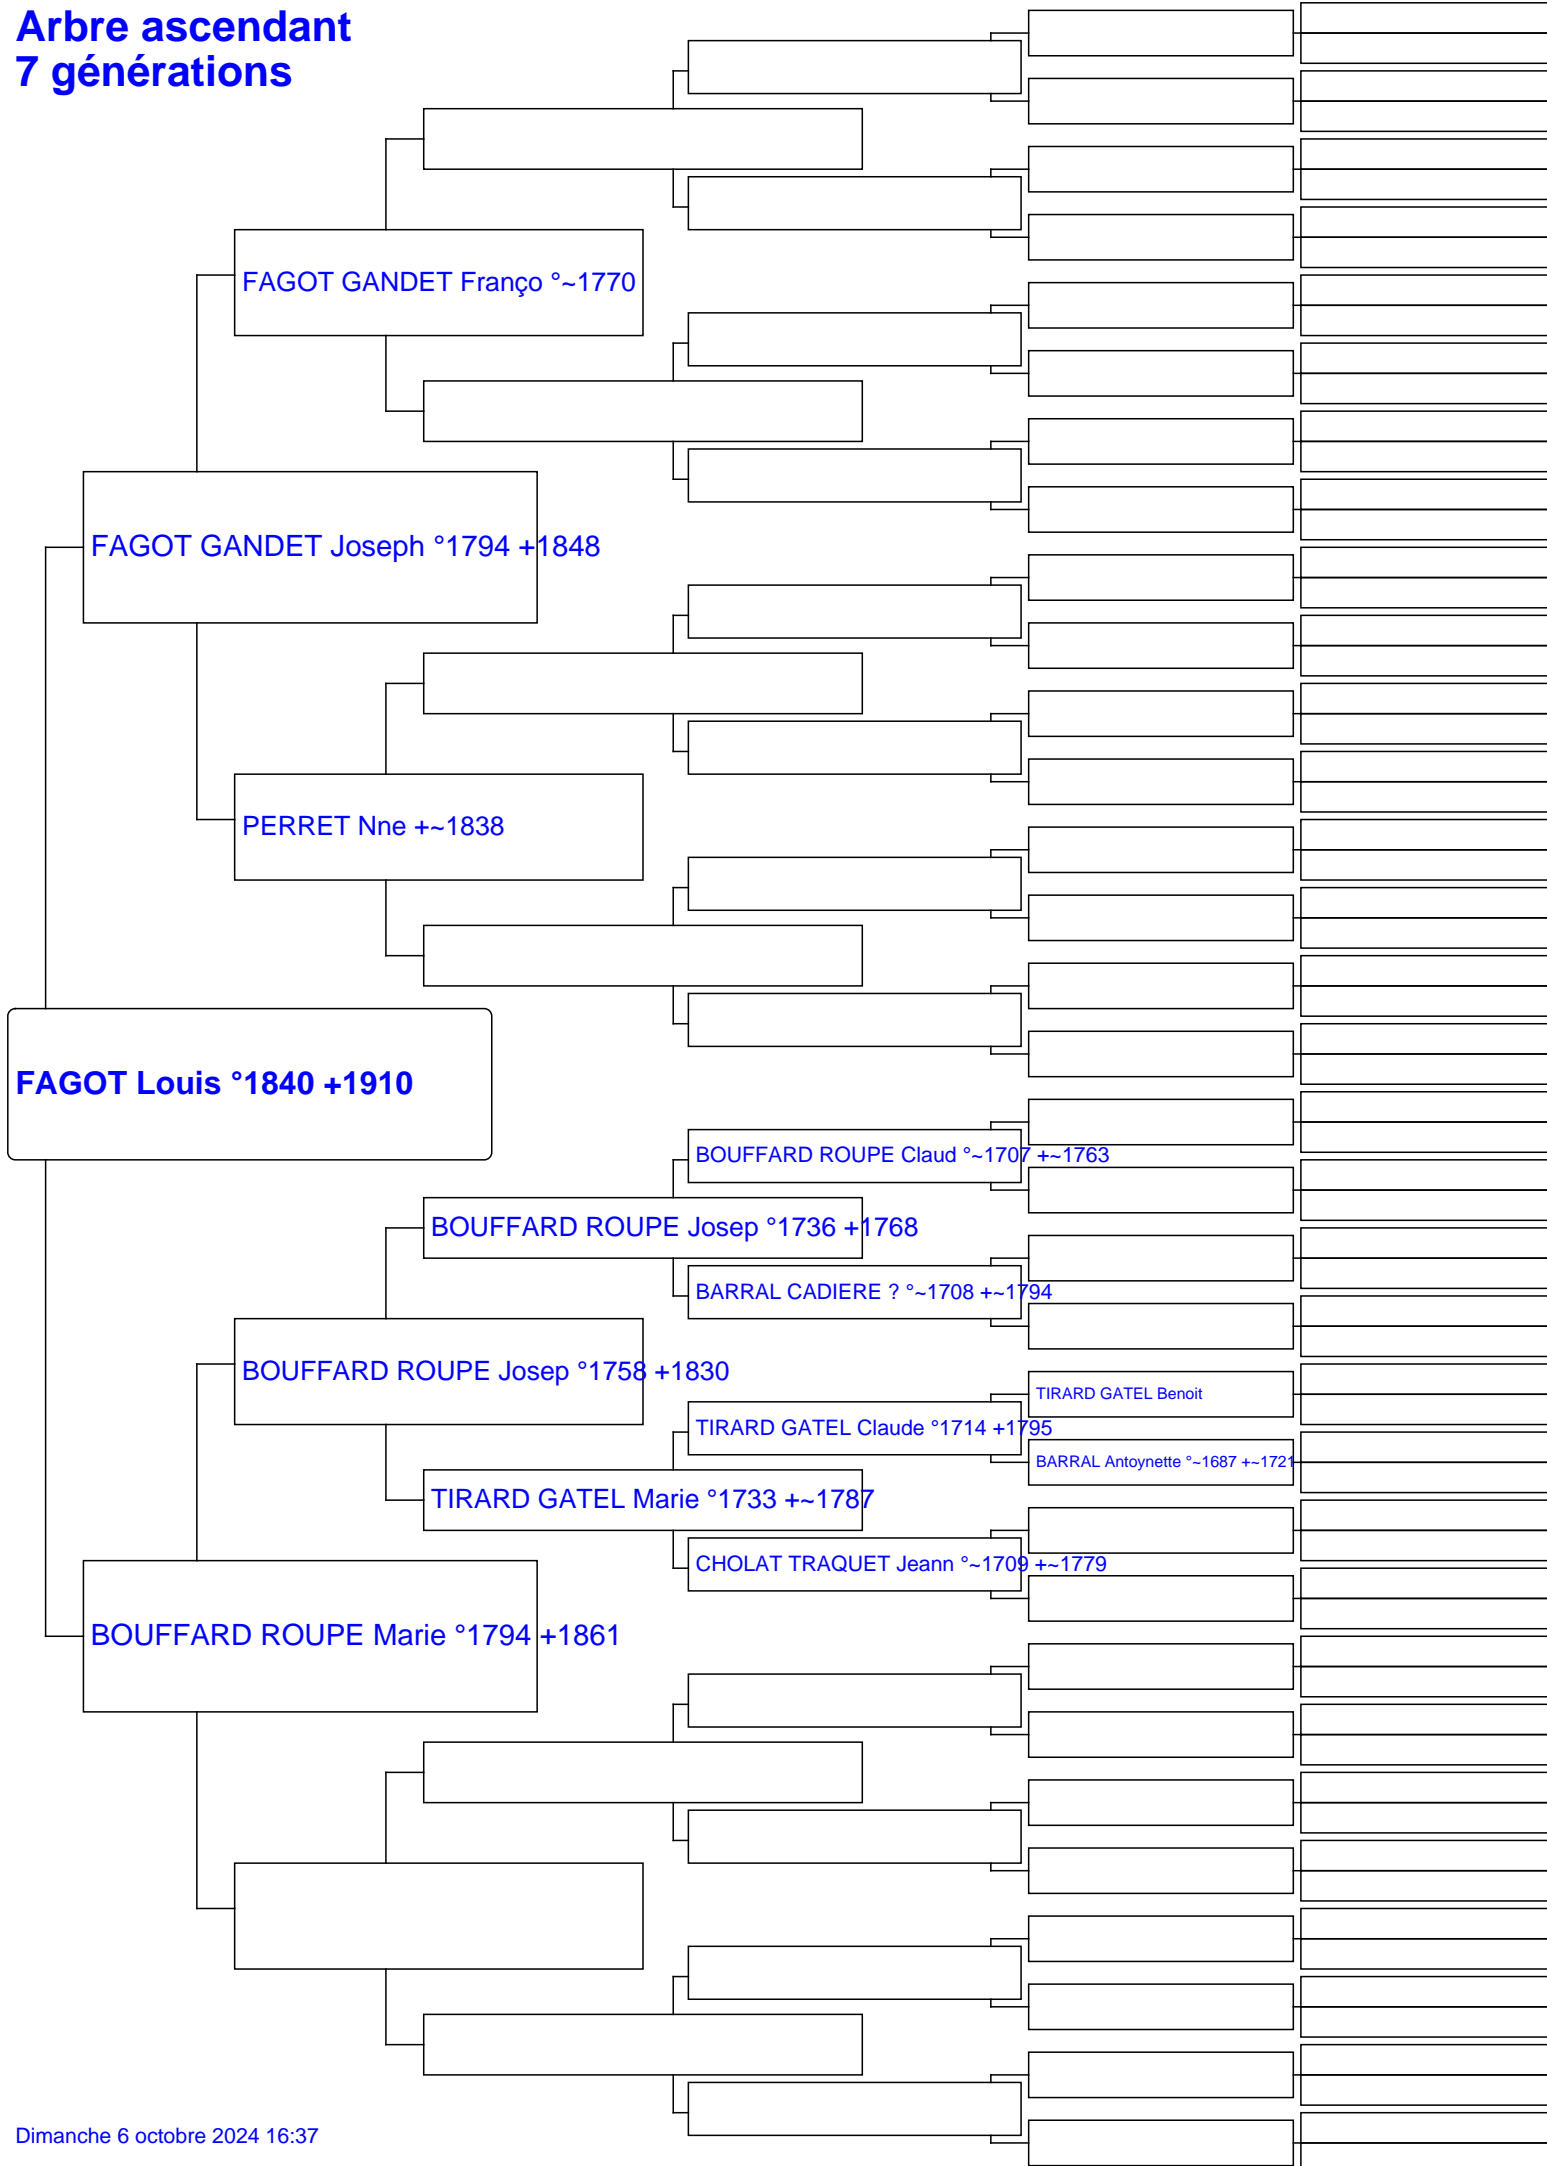 Arbre ascendant
7 générations
FAGOT GANDET Franço °~1770
FAGOT GANDET Joseph °1794 +1848
PERRET Nne +~1838
FAGOT Louis °1840 +1910
BOUFFARD ROUPE Claud °~1707 +~1763
BOUFFARD ROUPE Josep °1736 +1768
BARRAL CADIERE ? °~1708 +~1794
BOUFFARD ROUPE Josep °1758 +1830
TIRARD GATEL Benoit
TIRARD GATEL Claude °1714 +1795
BARRAL Antoynette °~1687 +~1721
TIRARD GATEL Marie °1733 +~1787
CHOLAT TRAQUET Jeann °~1709 +~1779
BOUFFARD ROUPE Marie °1794 +1861
Dimanche 6 octobre 2024 16:37